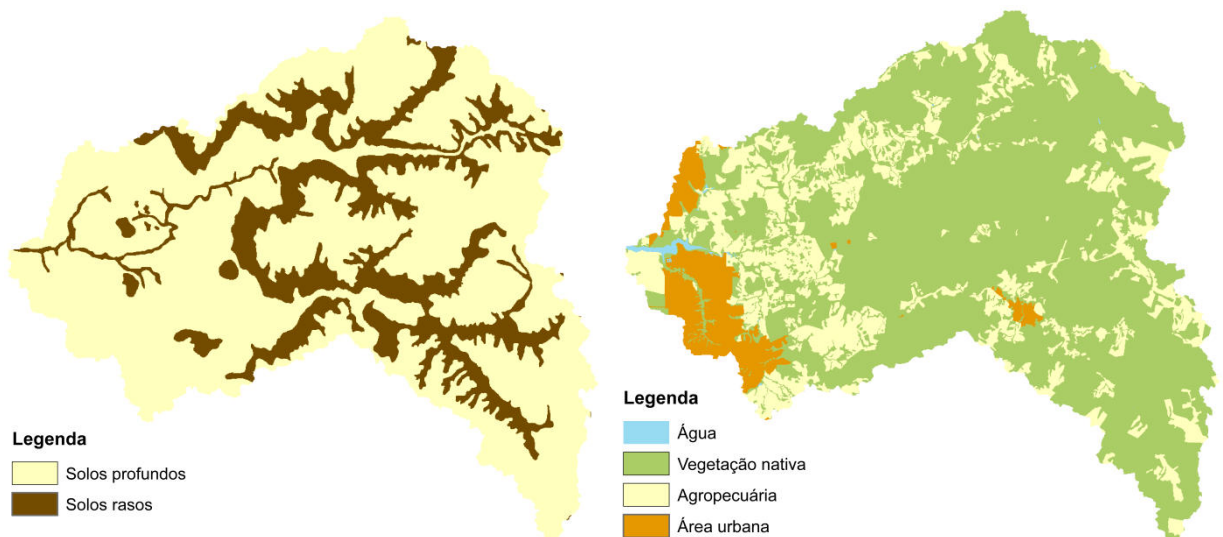 Legenda
Solos profundos
Solos rasos
Legenda
Água
Vegetação nativa
Agropecuária
Área urbana